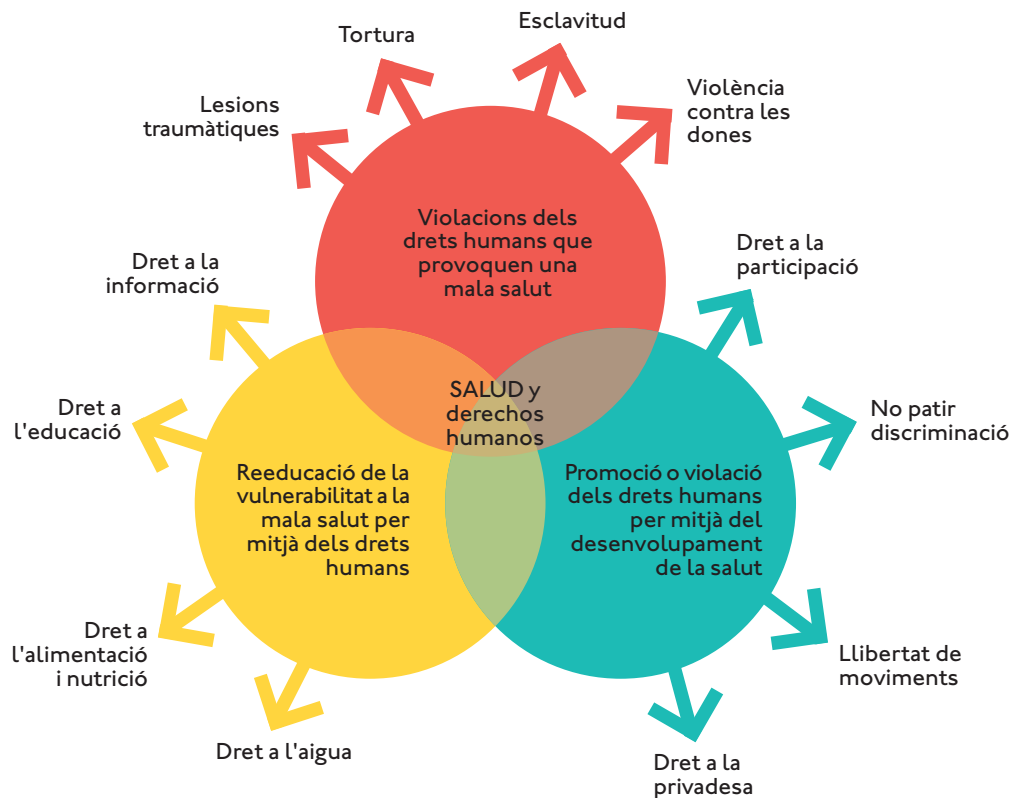 Esclavitud
Tortura
Violència
contra les
dones
Lesions
traumàtiques
Violacions dels
drets humans que
provoquen una
mala salut
Dret a la
participació
Dret a la
informació
SALUD y
derechos
humanos
Dret a
l'educació
No patir
discriminació
Reeducació de la
vulnerabilitat a la
mala salut per
mitjà dels drets
humans
Promoció o violació
dels drets humans
per mitjà del
desenvolupament
de la salut
Dret a
l'alimentació
i nutrició
Llibertat de
moviments
Dret a l'aigua
Dret a la
privadesa